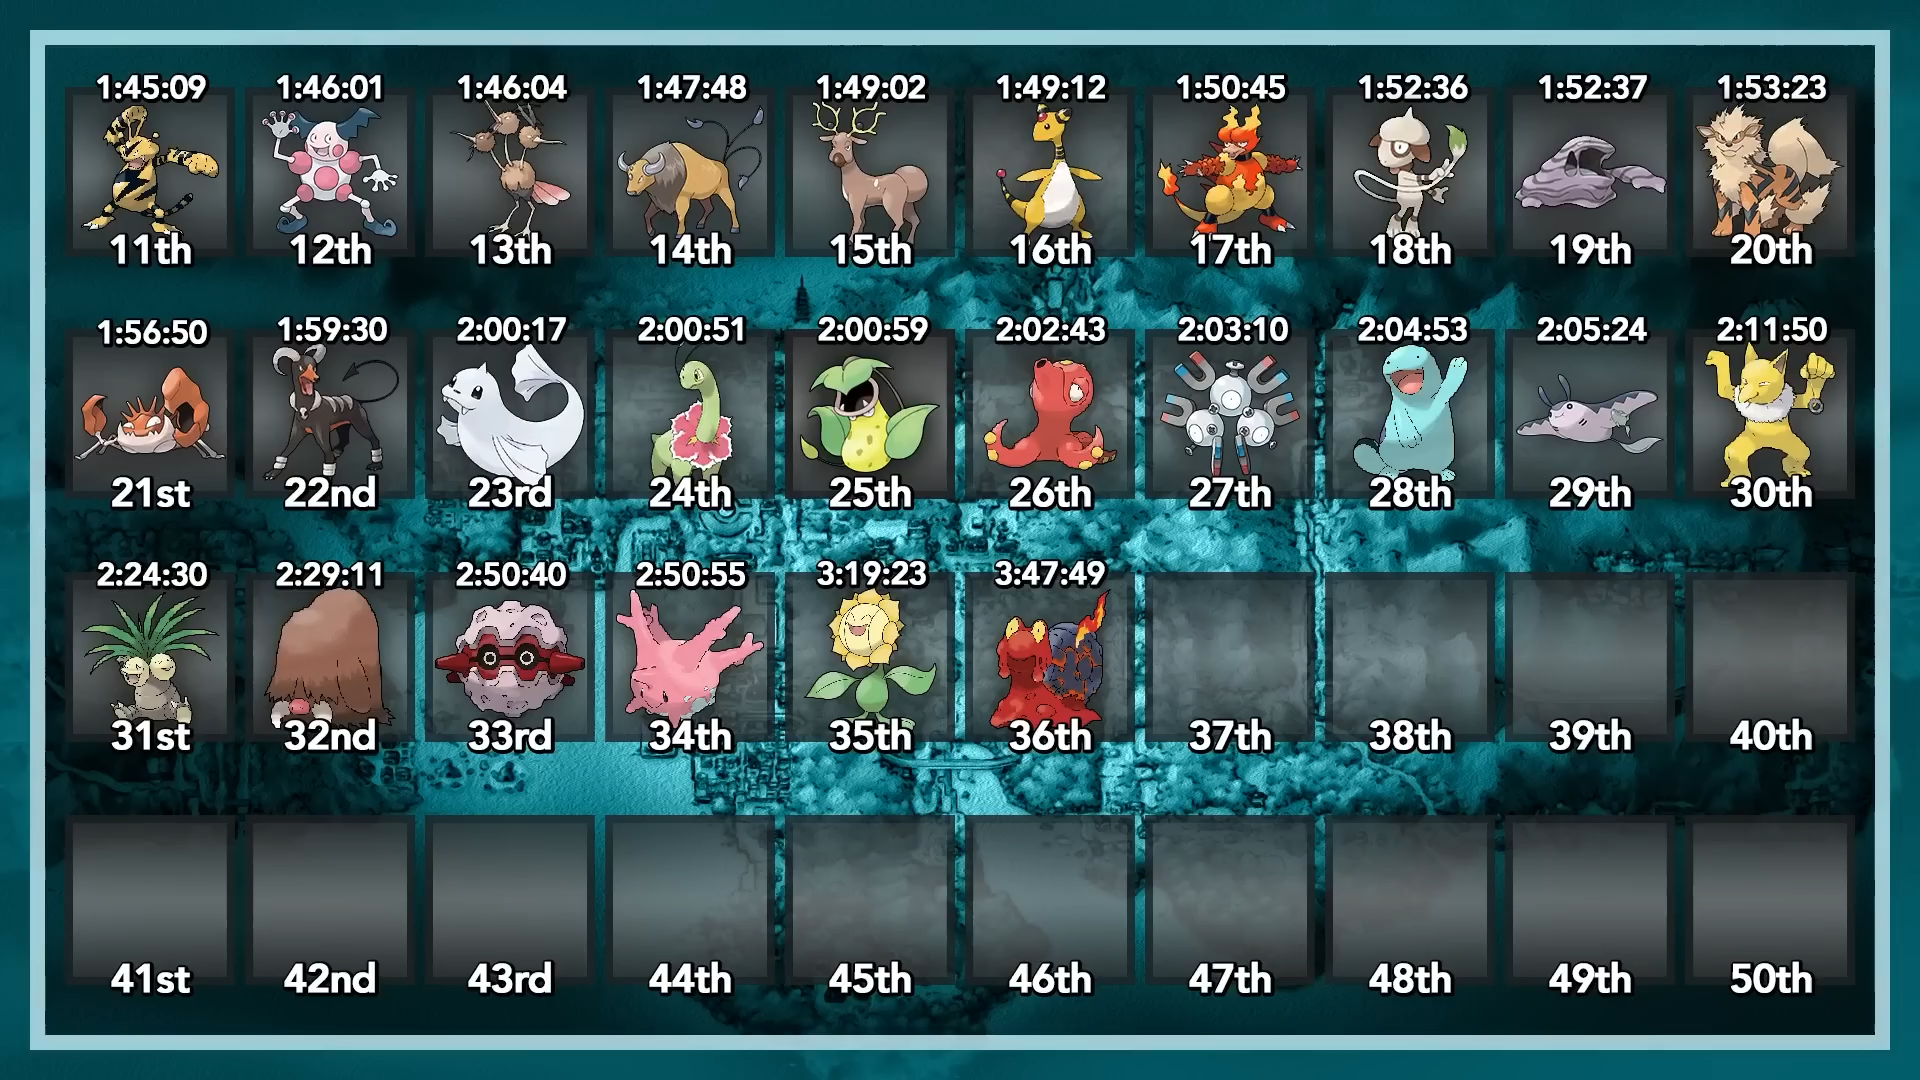 1:45:09 1:46:01 1:46:04 1:47:48 1:49:02 1:49:12 1:50:45 1:52:36 1:52:37 1:53:23
11th 12th 13th 14th 15th 16th 17th 18th 19th 20th
1:56:50 1:59:30 2:00:17 2:00:51 2:00:59 2:02:43 2:03:10 2:04:53 2:05:24 2:11:50
21st 22nd 23rd 24th 25th 26th 27th 28th 29th 30th
2:24:30 2:29:11 2:50:40 2:50:55 3:19:23 3:47:49
31st 32nd 33rd 34th 35th 36th 37th 38th 39th 40th
41st 42nd 43rd 44th 45th 46th 47th 48th 49th 50th